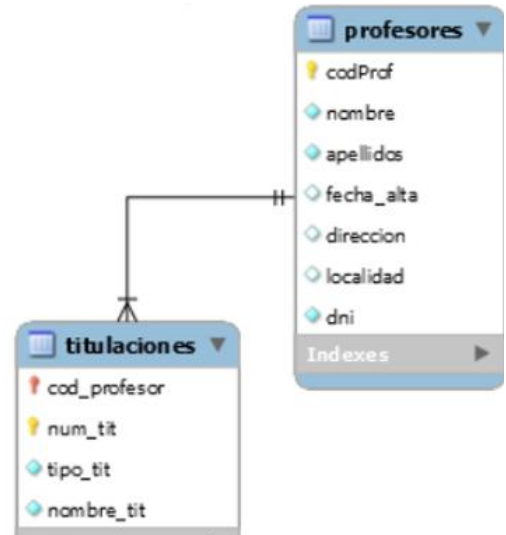 profesores
codProf
nombre
apellidos
fecha_alta
direccion
localidad
dni
Indexes
titulaciones
cod_profesor
num_tit
tipo_tit
nombre_tit